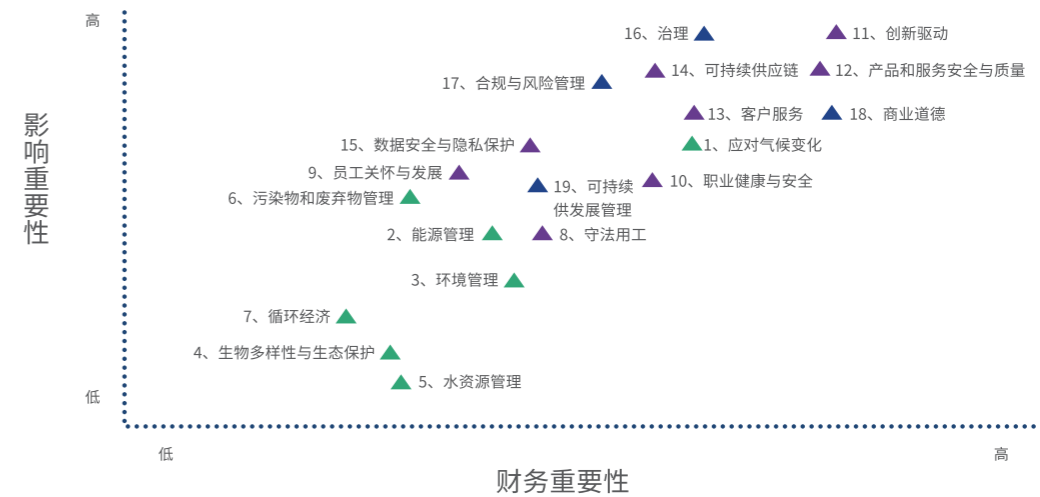 高
16、治理
11、创新驱动
14、可持续供应链
12、产品和服务安全与质量
17、合规与风险管理
13、客户服务
18、商业道德
影响重要性
15、数据安全与隐私保护
1、应对气候变化
9、员工关怀与发展
10、职业健康与安全
6、污染物和废弃物管理
19、可持续
供发展管理
2、能源管理
8、守法用工
3、环境管理
7、循环经济
4、生物多样性与生态保护
5、水资源管理
低
低
高
财务重要性